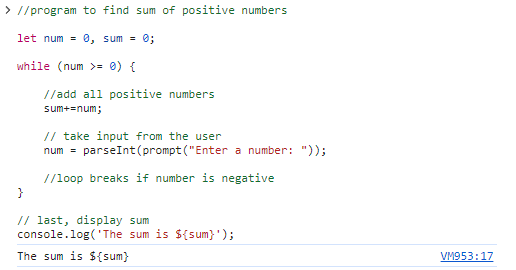 > //program to find sum of positive numbers
let num = 0, sum = 0;
while (num >= 0) {
//add all positive numbers
sum+=num;
// take input from the user
num = parseInt(prompt("Enter a number: "));
//loop breaks if number is negative
}
// last, display sum
console.log('The sum is ${sum}');
The sum is ${sum} VM953:17